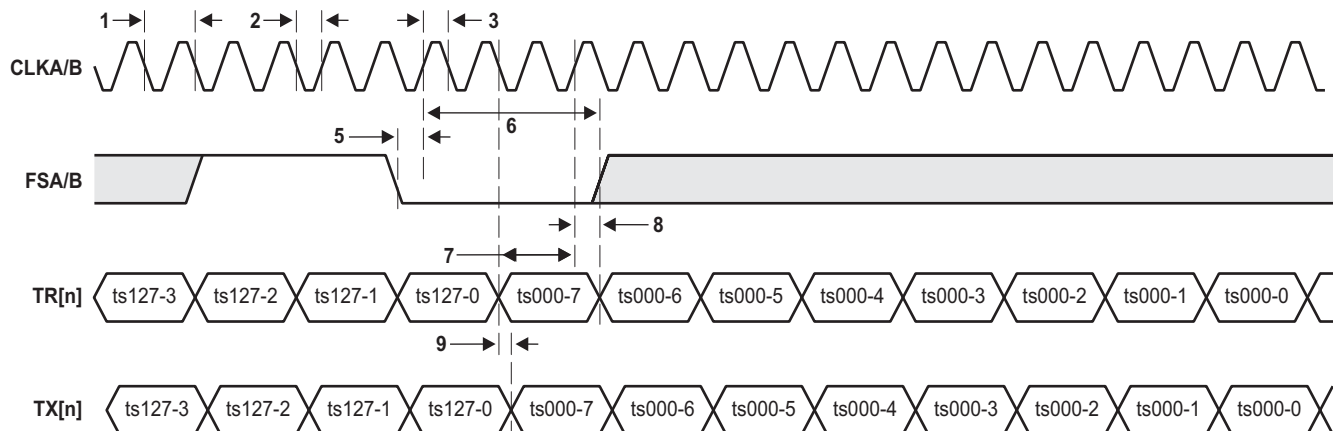 1 2 3
CLKA/B
6
5
FSA/B
8
7
TR[n] ts127-3 ts127-2 ts127-1 ts127-0 ts000-7 ts000-6 ts000-5 ts000-4 ts000-3 ts000-2 ts000-1 ts000-0
9
TX[n] ts127-3 ts127-2 ts127-1 ts127-0 ts000-7 ts000-6 ts000-5 ts000-4 ts000-3 ts000-2 ts000-1 ts000-0